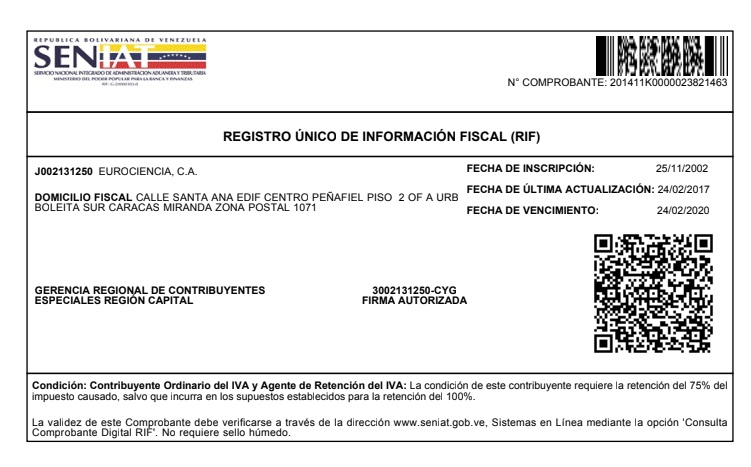 REPUBLICA BOLIVARIANA DE VENEZUELA
SENIAT
SERVICIO NACIONAL INTEGRADO DE ADMINISTRACION ADUANERA Y TRIBUTARIA
MINISTERIO DEL PODER POPULAR PARA LA BANCA Y FINANZAS
N° COMPROBANTE: 201411K0000023821463
REGISTRO ÚNICO DE INFORMACIÓN FISCAL (RIF)
J002131250 EUROCIENCIA, C.A.
DOMICILIO FISCAL CALLE SANTA ANA EDIF CENTRO PEÑAFIEL PISO 2 OF A URB
BOLEITA SUR CARACAS MIRANDA ZONA POSTAL 1071
FECHA DE INSCRIPCIÓN: 25/11/2002
FECHA DE ÚLTIMA ACTUALIZACIÓN: 24/02/2017
FECHA DE VENCIMIENTO: 24/02/2020
GERENCIA REGIONAL DE CONTRIBUYENTES
ESPECIALES REGIÓN CAPITAL
3002131250-CYG
FIRMA AUTORIZADA
Condición: Contribuyente Ordinario del IVA y Agente de Retención del IVA: La condición de este contribuyente requiere la retención del 75% del
impuesto causado, salvo que incurra en los supuestos establecidos para la retención del 100%.
La validez de este Comprobante debe verificarse a través de la dirección www.seniat.gob.ve, Sistemas en Línea mediante la opción 'Consulta
Comprobante Digital RIF'. No requiere sello húmedo.